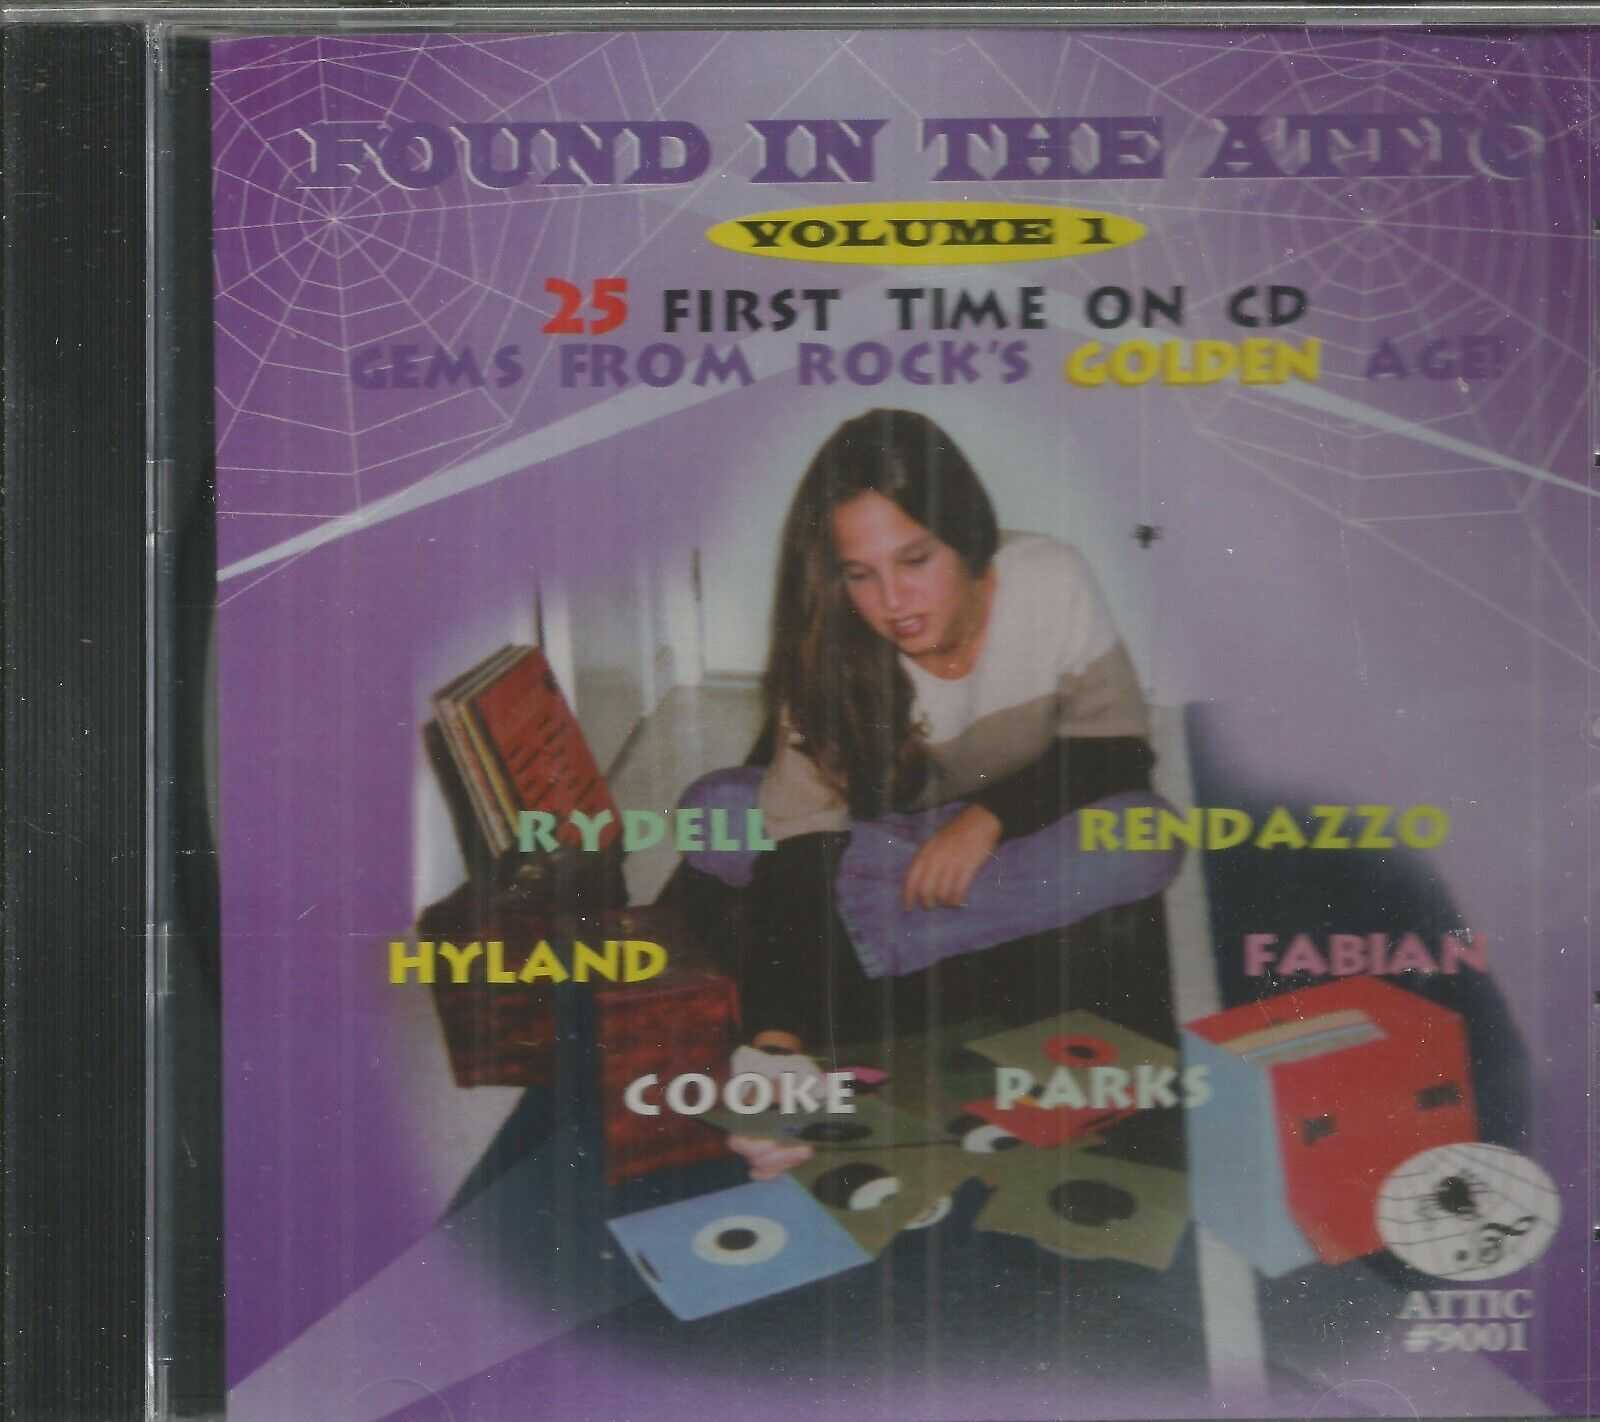 FOUND IN THE ATTIC
VOLUME 1
25 FIRST TIME ON CD
GEMS FROM ROCK'S GOLDEN AGE!
RYDELL
RENDAZZO
HYLAND
FABIAN
COOKE
PARKS
ATTIC
#9001